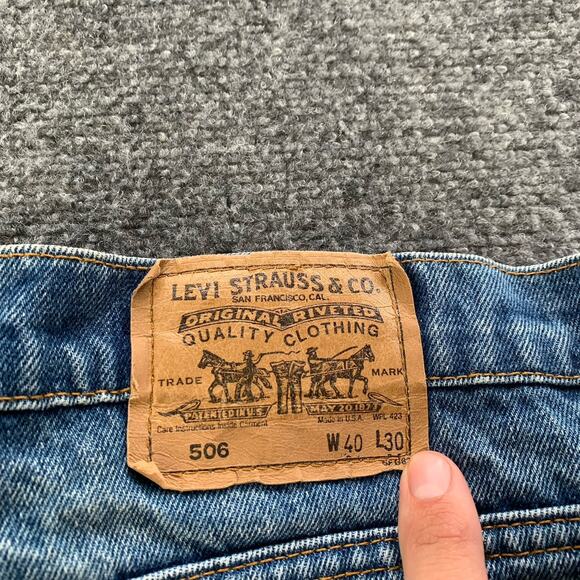 LEVI STRAUSS & CO.
SAN FRANCISCO, CAL.
ORIGINAL RIVETED
QUALITY CLOTHING
TRADE MARK
PATENTED IN U.S. MAY 20 1873
Care Instructions Inside Garment Made in U.S.A. WPL 423
506 W 40 L 30